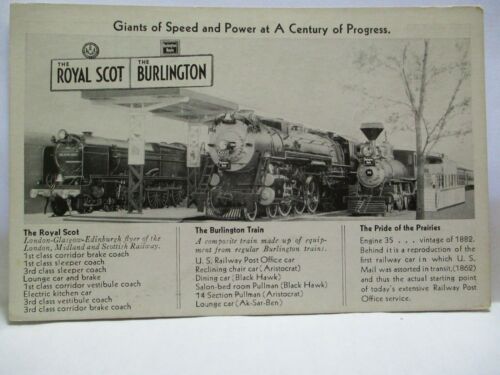 Giants of Speed and Power at A Century of Progress.
Burlington
Route
THE ROYAL SCOT
THE BURLINGTON
The Royal Scot
London-Glasgow-Edinburgh flyer of the
London, Midland and Scottish Railway.
1st class corridor brake coach
1st class sleeper coach
3rd class sleeper coach
Lounge car and brake
1st class corridor vestibule coach
Electric kitchen car
3rd class vestibule coach
3rd class corridor brake coach
The Burlington Train
A composite train made up of equip-
ment from regular Burlington trains.
U. S. Railway Post Office car
Reclining chair car (Aristocrat)
Dining car (Black Hawk)
Salon-bed room Pullman (Black Hawk)
14 Section Pullman (Aristocrat)
Lounge car (Ak-Sar-Ben)
The Pride of the Prairies
Engine 35 . . . vintage of 1882.
Behind it is a reproduction of the
first railway car in which U. S.
Mail was assorted in transit, (1862)
and thus the actual starting point
of today's extensive Railway Post
Office service.